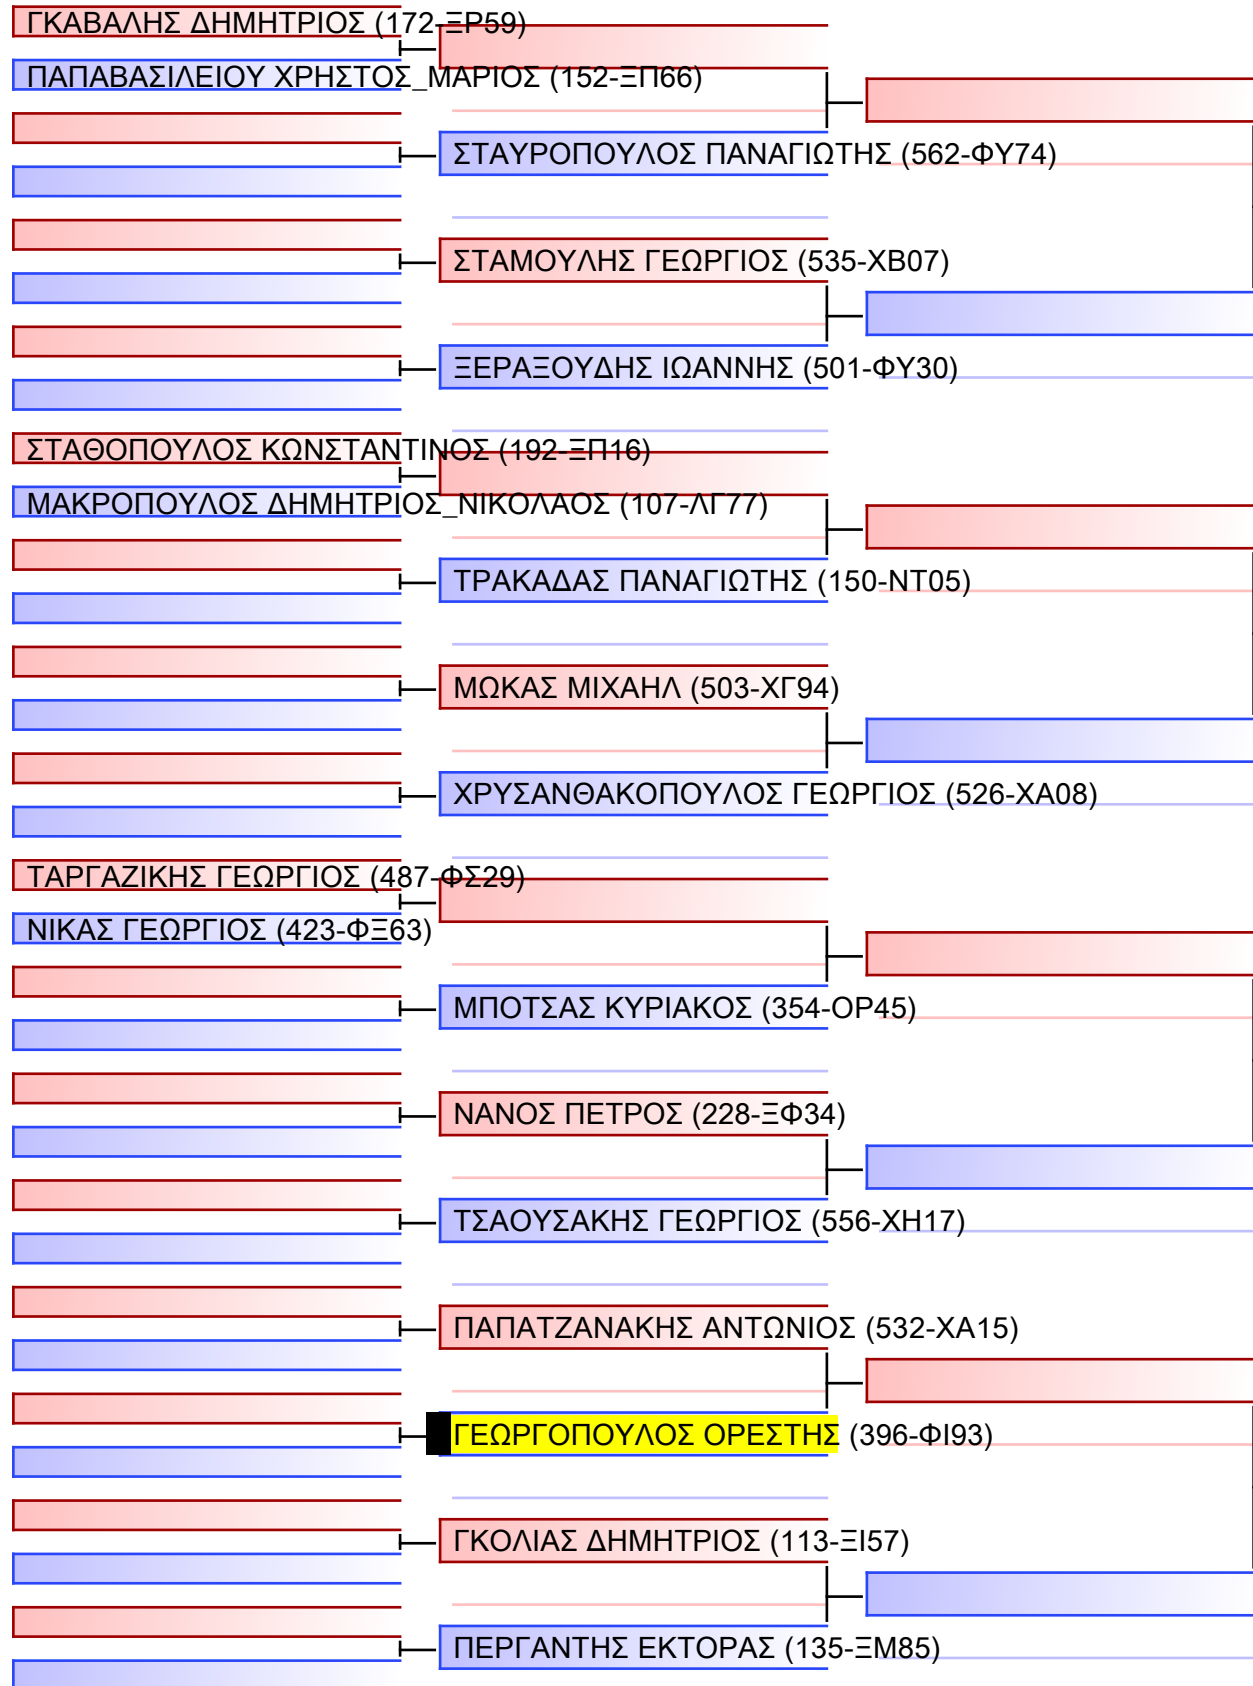 ΓΚΑΒΑΛΗΣ ΔΗΜΗΤΡΙΟΣ (172-ΞΡ59)
ΠΑΠΑΒΑΣΙΛΕΙΟΥ ΧΡΗΣΤΟΣ_ΜΑΡΙΟΣ (152-ΞΠ66)
ΣΤΑΥΡΟΠΟΥΛΟΣ ΠΑΝΑΓΙΩΤΗΣ (562-ΦΥ74)
ΣΤΑΜΟΥΛΗΣ ΓΕΩΡΓΙΟΣ (535-ΧΒ07)
ΞΕΡΑΞΟΥΔΗΣ ΙΩΑΝΝΗΣ (501-ΦΥ30)
ΣΤΑΘΟΠΟΥΛΟΣ ΚΩΝΣΤΑΝΤΙΝΟΣ (192-ΞΠ16)
ΜΑΚΡΟΠΟΥΛΟΣ ΔΗΜΗΤΡΙΟΣ_ΝΙΚΟΛΑΟΣ (107-ΛΓ77)
ΤΡΑΚΑΔΑΣ ΠΑΝΑΓΙΩΤΗΣ (150-ΝΤ05)
ΜΩΚΑΣ ΜΙΧΑΗΛ (503-ΧΓ94)
ΧΡΥΣΑΝΘΑΚΟΠΟΥΛΟΣ ΓΕΩΡΓΙΟΣ (526-ΧΑ08)
ΤΑΡΓΑΖΙΚΗΣ ΓΕΩΡΓΙΟΣ (487-ΦΣ29)
ΝΙΚΑΣ ΓΕΩΡΓΙΟΣ (423-ΦΞ63)
ΜΠΟΤΣΑΣ ΚΥΡΙΑΚΟΣ (354-ΟΡ45)
ΝΑΝΟΣ ΠΕΤΡΟΣ (228-ΞΦ34)
ΤΣΑΟΥΣΑΚΗΣ ΓΕΩΡΓΙΟΣ (556-ΧΗ17)
ΠΑΠΑΤΖΑΝΑΚΗΣ ΑΝΤΩΝΙΟΣ (532-ΧΑ15)
ΓΕΩΡΓΟΠΟΥΛΟΣ ΟΡΕΣΤΗΣ (396-ΦΙ93)
ΓΚΟΛΙΑΣ ΔΗΜΗΤΡΙΟΣ (113-ΞΙ57)
ΠΕΡΓΑΝΤΗΣ ΕΚΤΟΡΑΣ (135-ΞΜ85)